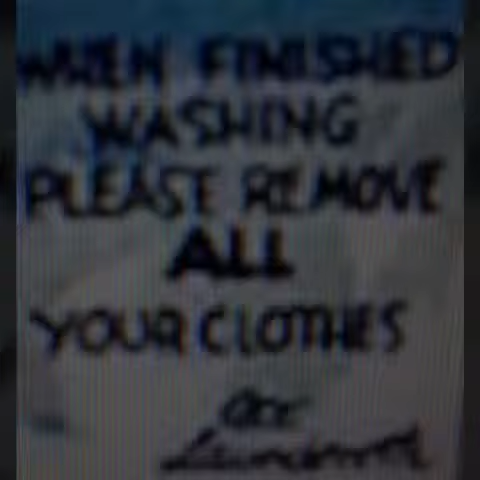 WHEN FINISHED
WASHING
PLEASE REMOVE
ALL
YOUR CLOTHES